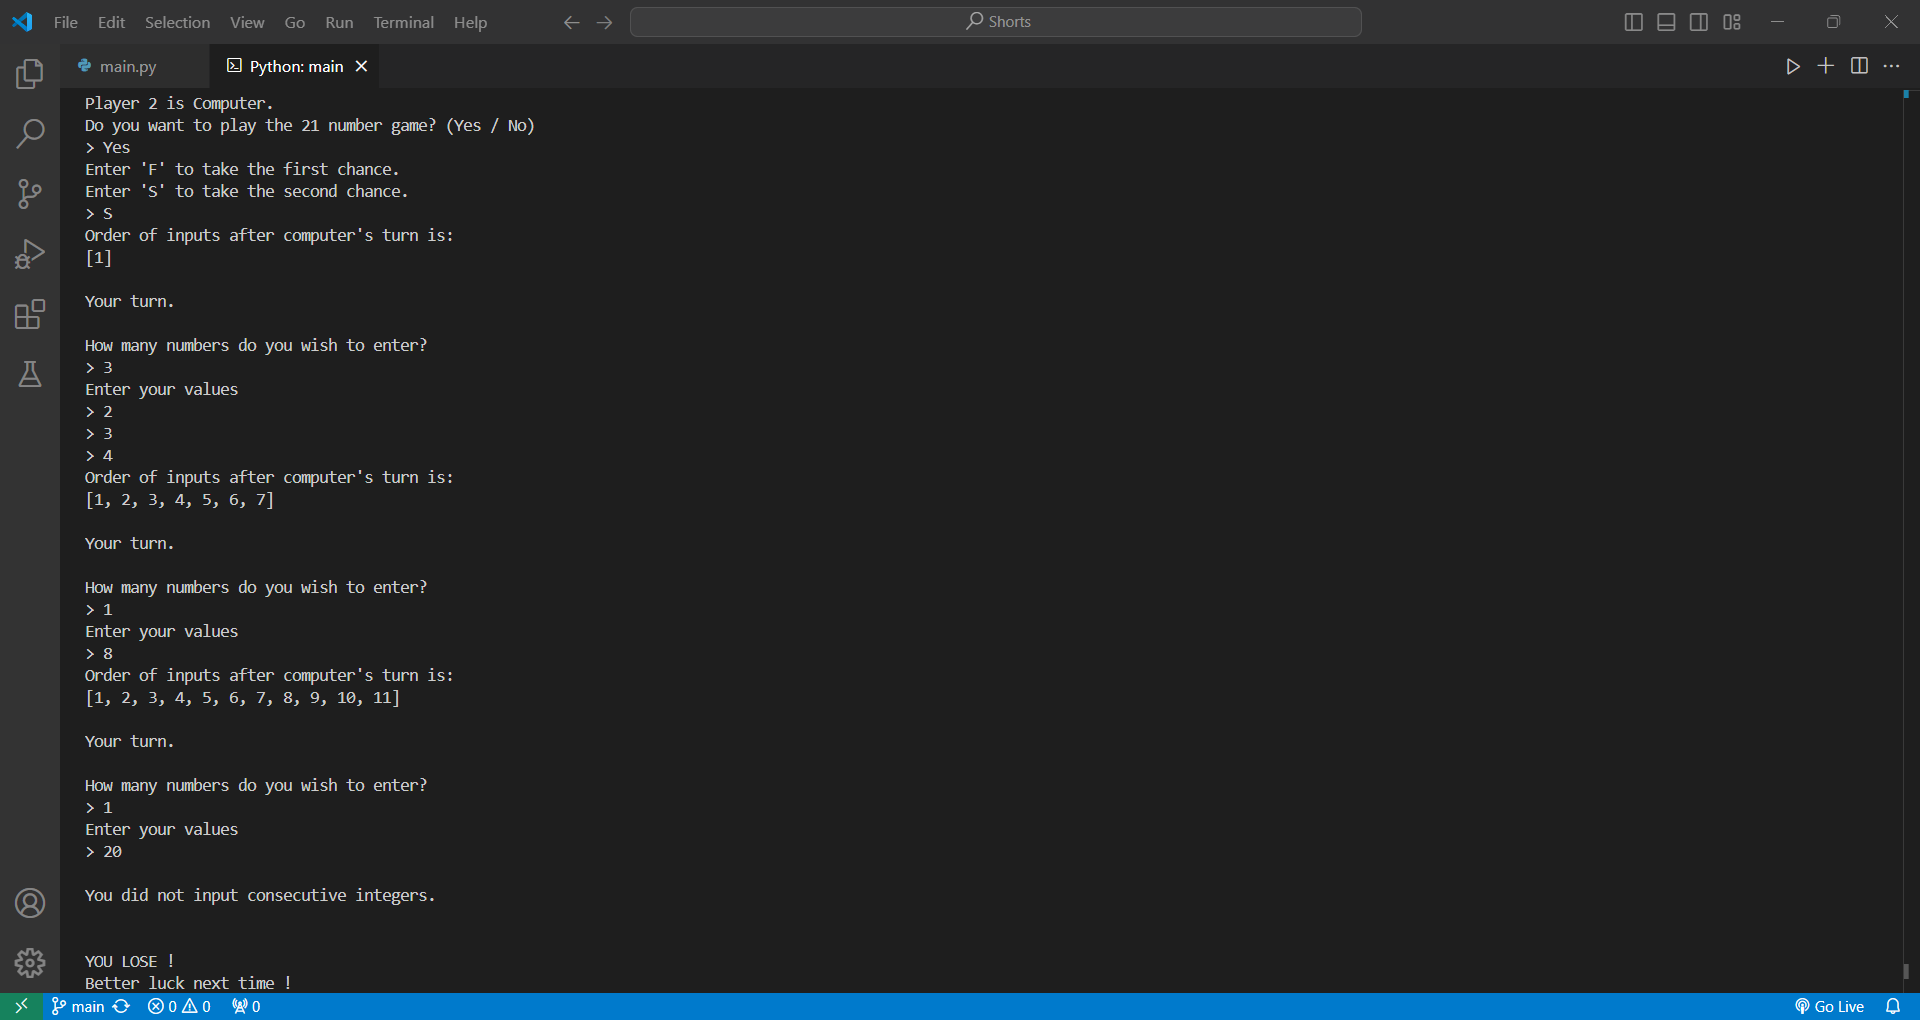 File Edit Selection View Go Run Terminal Help Shorts
main.py Python: main
Player 2 is Computer.
Do you want to play the 21 number game? (Yes / No)
> Yes
Enter 'F' to take the first chance.
Enter 'S' to take the second chance.
> S
Order of inputs after computer's turn is:
[1]
Your turn.
How many numbers do you wish to enter?
> 3
Enter your values
> 2
> 3
> 4
Order of inputs after computer's turn is:
[1, 2, 3, 4, 5, 6, 7]
Your turn.
How many numbers do you wish to enter?
> 1
Enter your values
> 8
Order of inputs after computer's turn is:
[1, 2, 3, 4, 5, 6, 7, 8, 9, 10, 11]
Your turn.
How many numbers do you wish to enter?
> 1
Enter your values
> 20
You did not input consecutive integers.
YOU LOSE !
Better luck next time !
main 0 0 0 Go Live